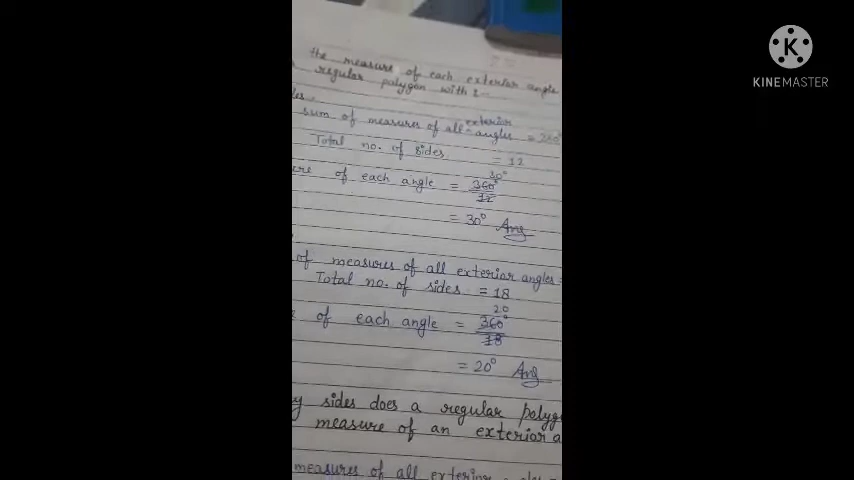 the measure of each exterior angle
regular polygon with :-
sum of measures of all exterior angles = 360°
Total no. of sides = 12
of each angle = 360°/12 30°
= 30° Ans
of measures of all exterior angles =
Total no. of sides = 18
of each angle = 360°/18 20
= 20° Ans
sides does a regular
measure of an exterior
measures of all exterior
K
KINEMASTER